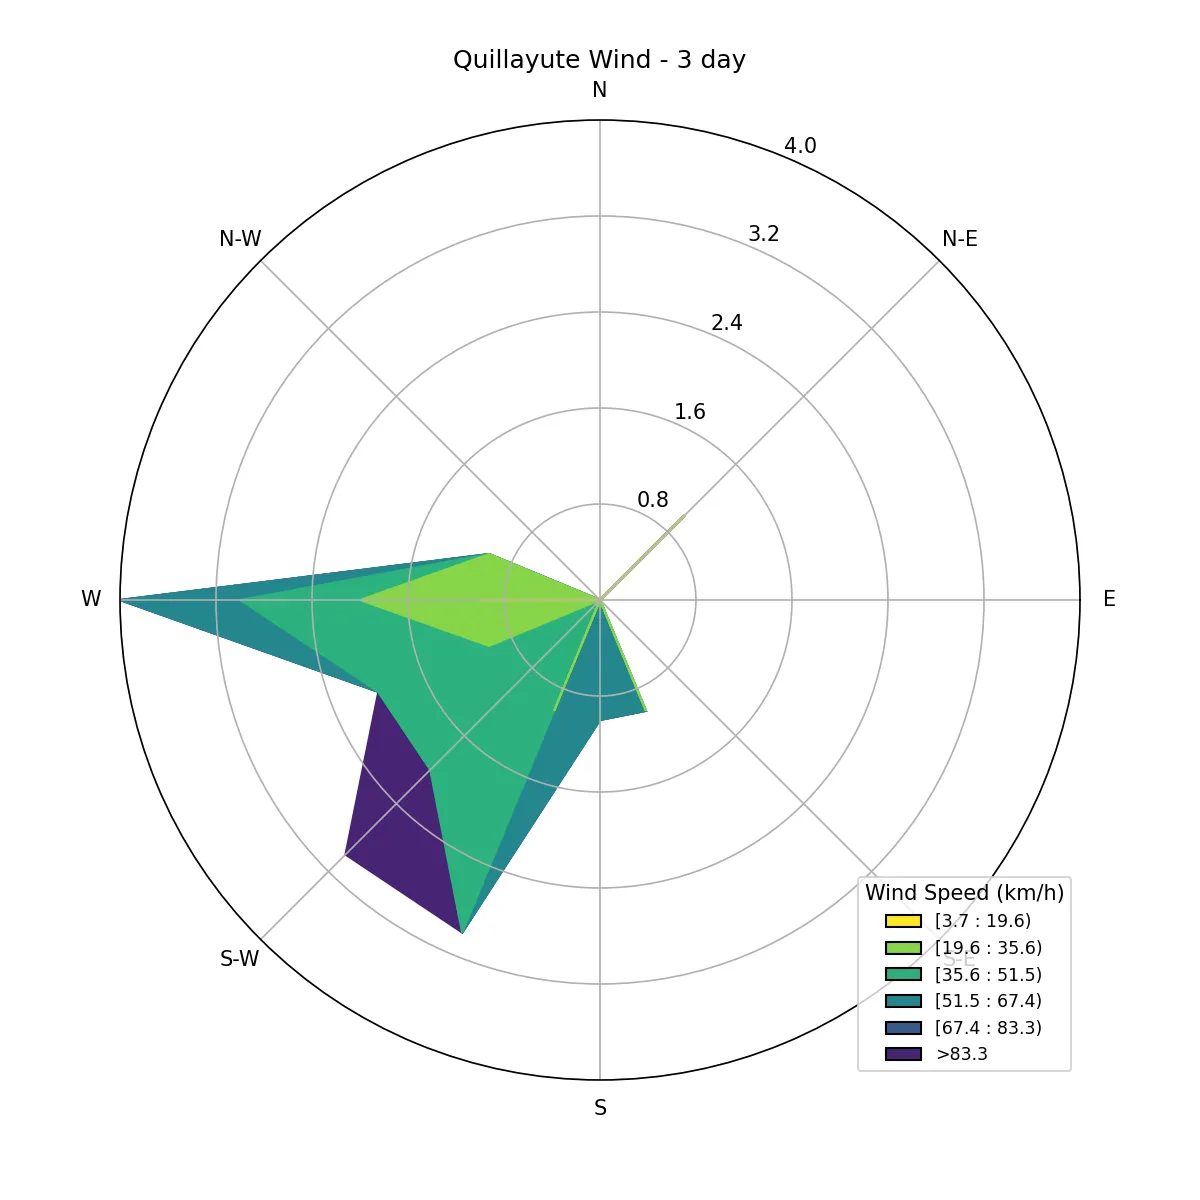 Quillayute Wind - 3 day
N
4.0
N-W
3.2
N-E
2.4
1.6
0.8
W
E
S-W
S-E
S
Wind Speed (km/h)
[3.7 : 19.6)
[19.6 : 35.6)
[35.6 : 51.5)
[51.5 : 67.4)
[67.4 : 83.3)
>83.3